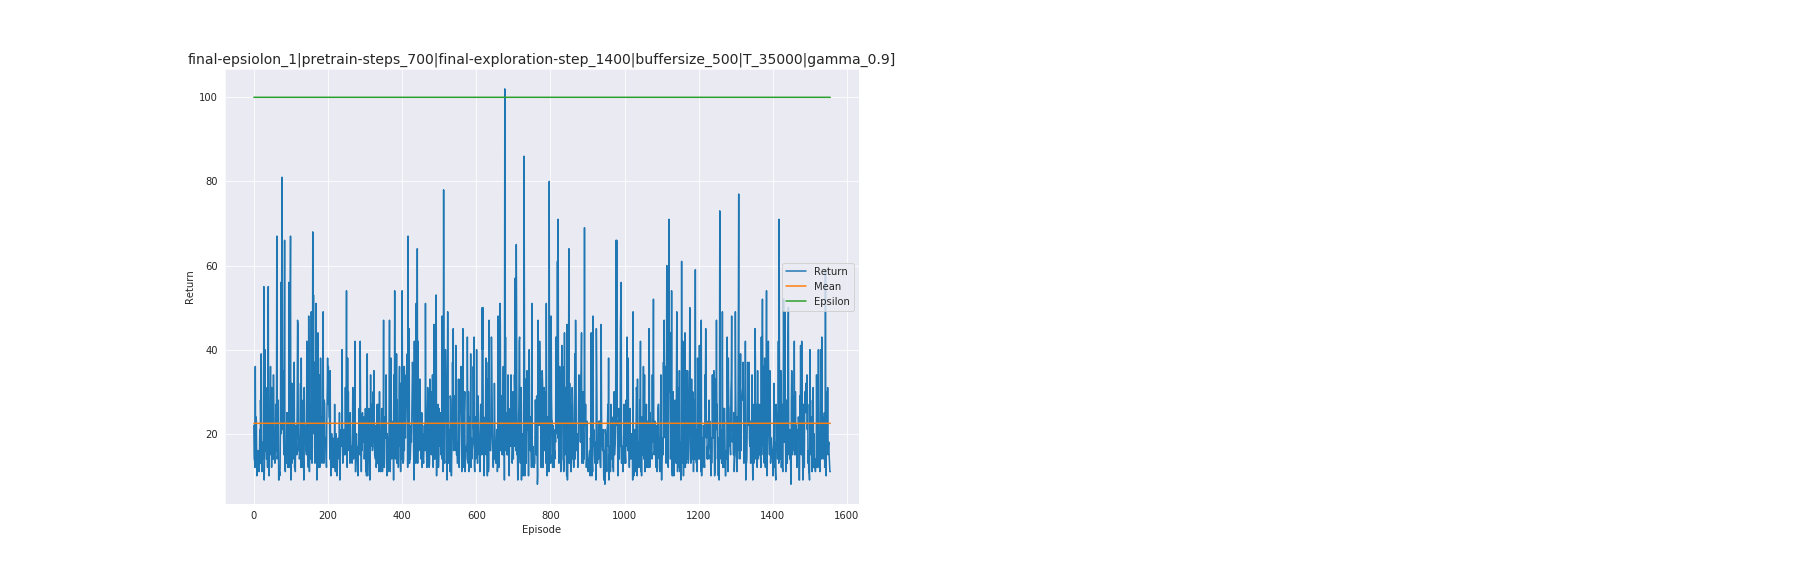 final-epsiolon_1|pretrain-steps_700|final-exploration-step_1400|buffersize_500|T_35000|gamma_0.9]
100
80
60
40
20
Return
Return
Mean
Epsilon
0 200 400 600 800 1000 1200 1400 1600
Episode